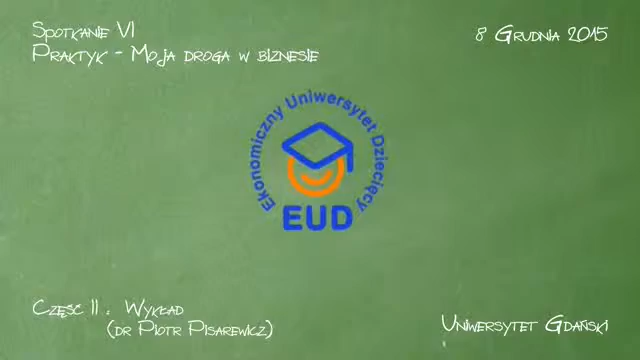 Spotkanie VI
Praktyk - Moja droga w biznesie
8 Grudnia 2015
Ekonomiczny Uniwersytet Dziecięcy
EUD
Część II : Wykład
(dr Piotr Pisarewicz)
Uniwersytet Gdański